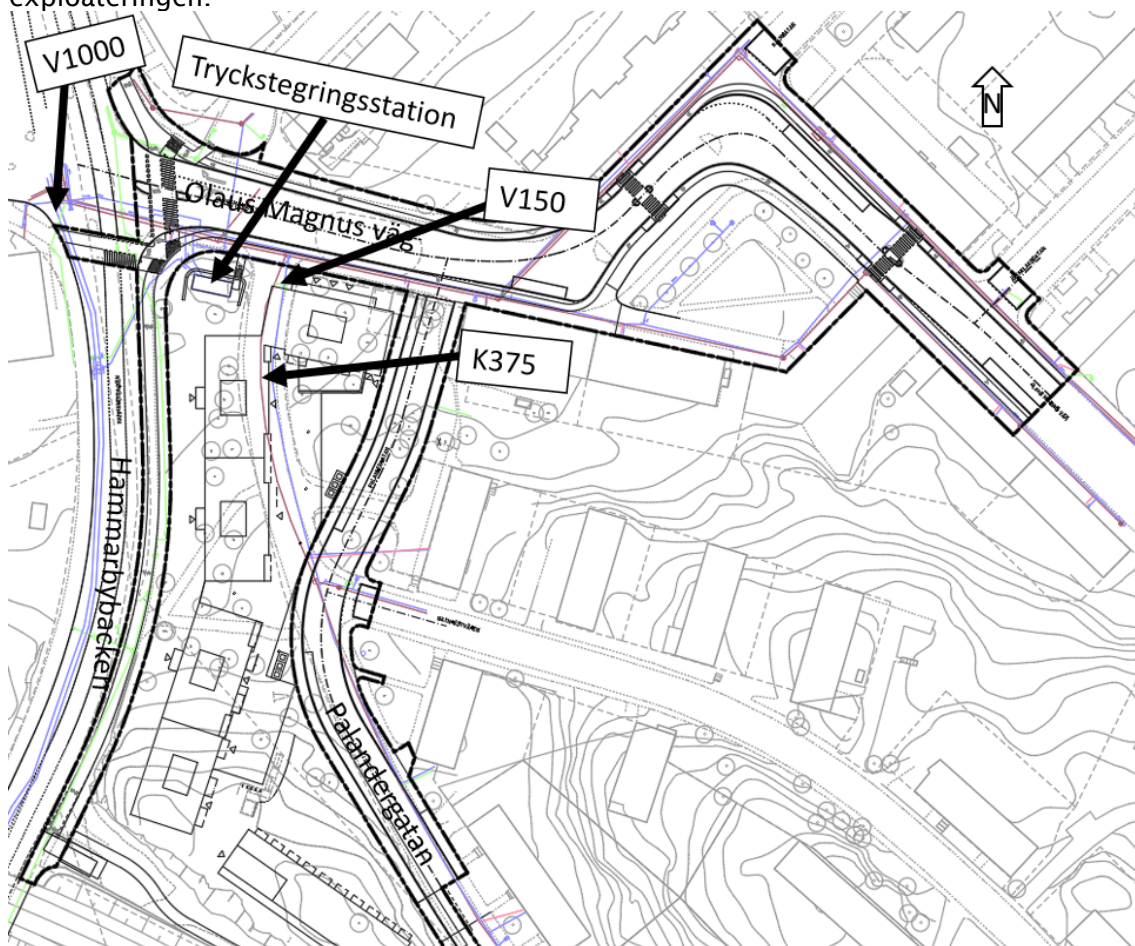 exploateringen.
V1000
Tryckstegringsstation
N
V150
Olaus Magnus väg
K375
Hammarbybacken
Palandergatan